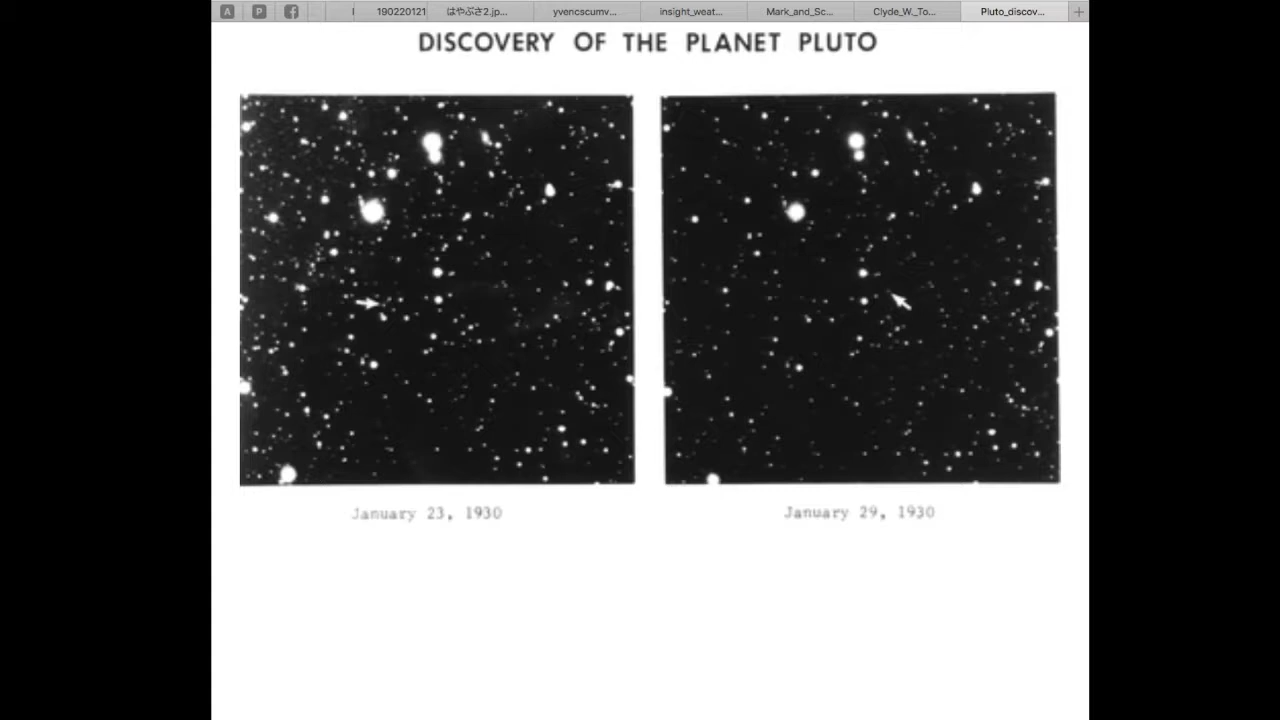 A P f l 190220121 はやぶさ2.jp... yvencscumv... insight_weat... Mark_and_Sc... Clyde_W._To... Pluto_discov... +
DISCOVERY OF THE PLANET PLUTO
January 23, 1930
January 29, 1930